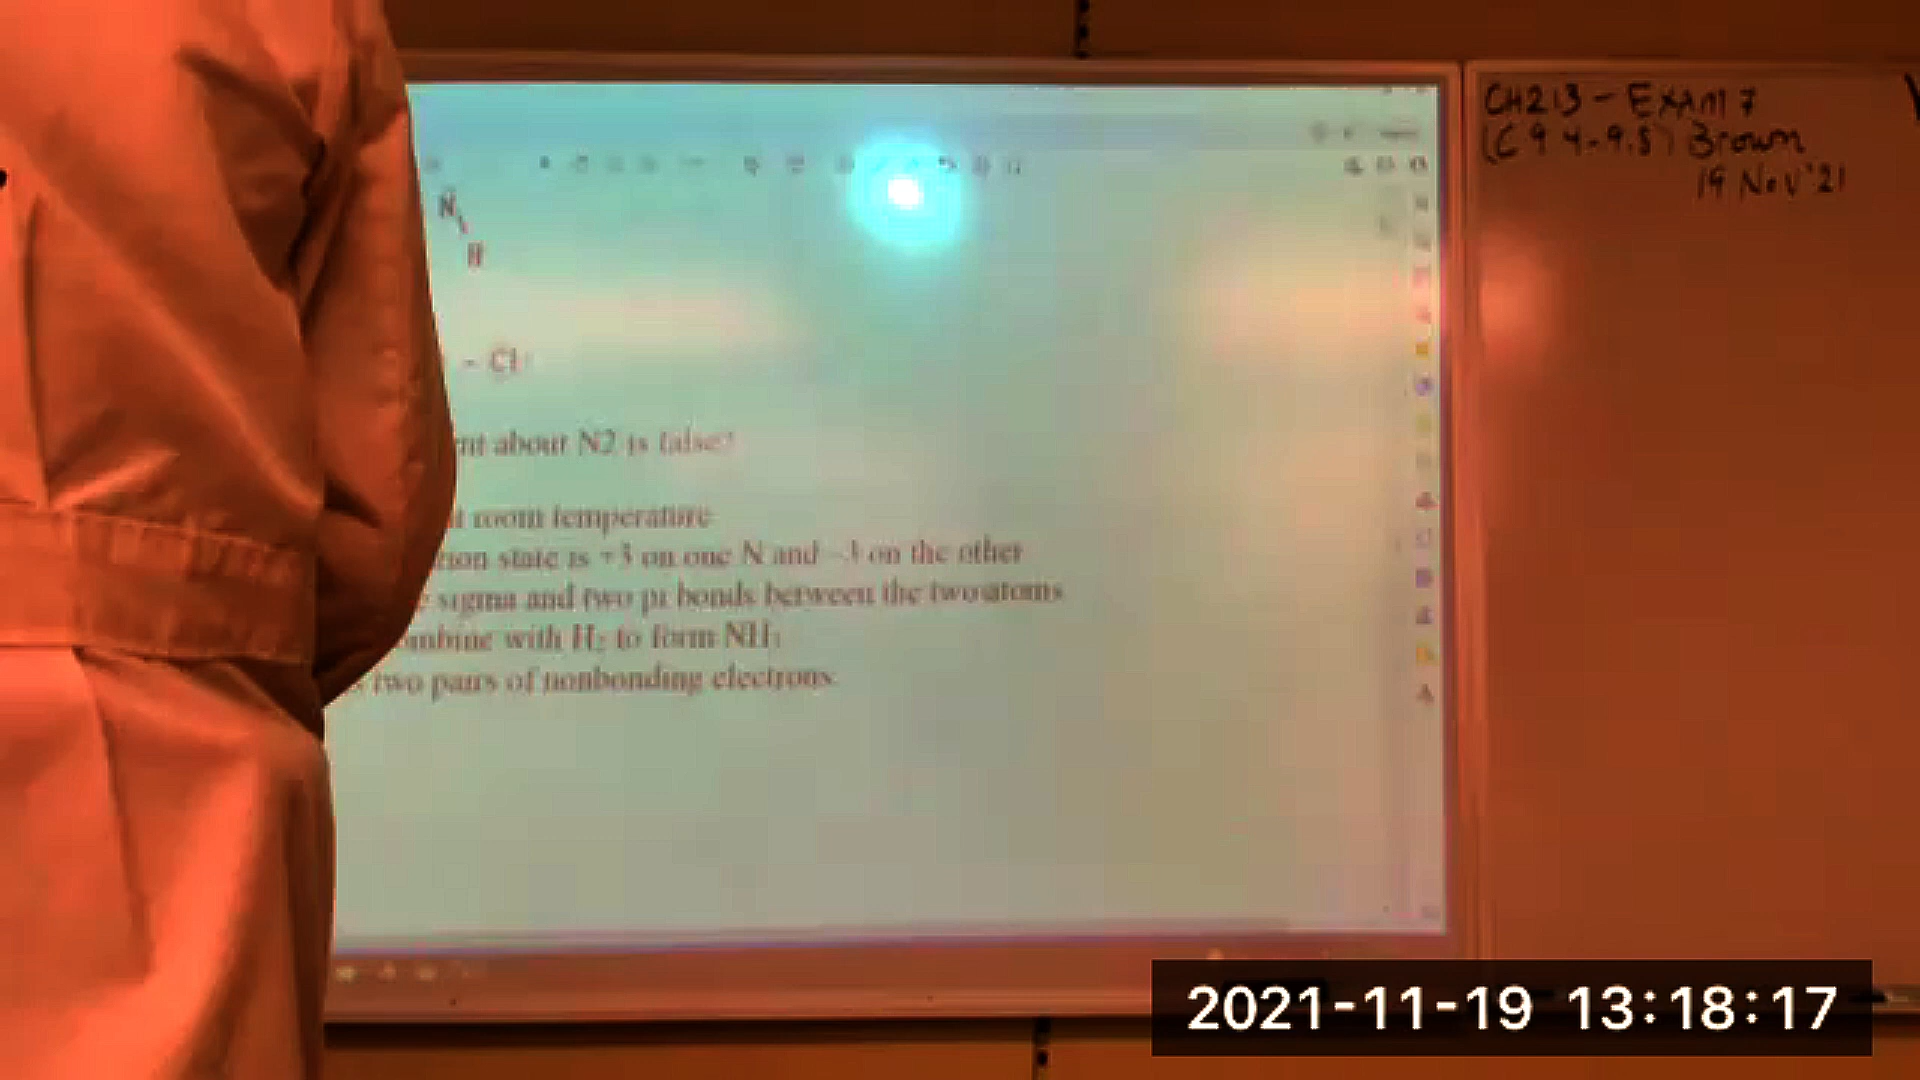 CH213 - EXAM 7
(C 9 4-9.5) Brown
19 Nov '21
N
H
- Cl
nt about N2 is false?
t room temperature
tion state is +3 on one N and -3 on the other
sigma and two pi bonds between the two atoms
ombine with H2 to form NH3
two pairs of nonbonding electrons
2021-11-19 13:18:17